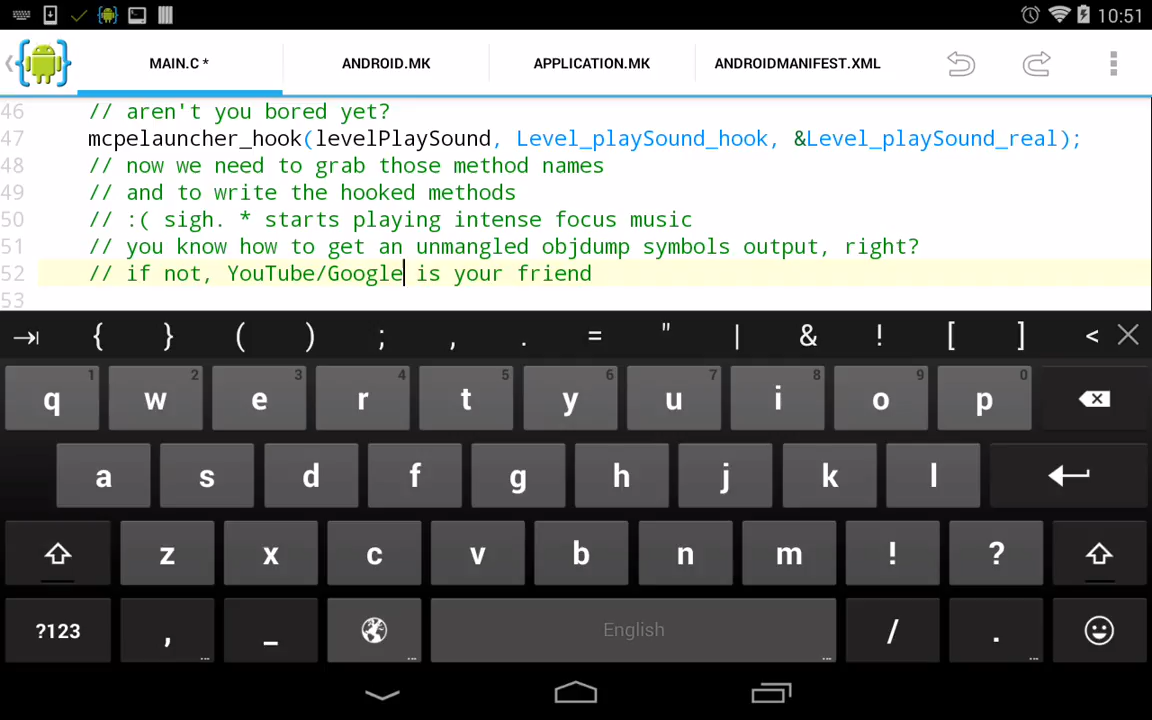 10:51
MAIN.C *
ANDROID.MK
APPLICATION.MK
ANDROIDMANIFEST.XML
46 // aren't you bored yet?
47 mcpelauncher_hook(levelPlaySound, Level_playSound_hook, &Level_playSound_real);
48 // now we need to grab those method names
49 // and to write the hooked methods
50 // :( sigh. * starts playing intense focus music
51 // you know how to get an unmangled objdump symbols output, right?
52 // if not, YouTube/Google is your friend
53
{ } ( ) ; , . = " | & ! [ ] <
q 1 w 2 e 3 r 4 t 5 y 6 u 7 i 8 o 9 p 0
a s d f g h j k l
z x c v b n m ! ?
?123 , _ English / .